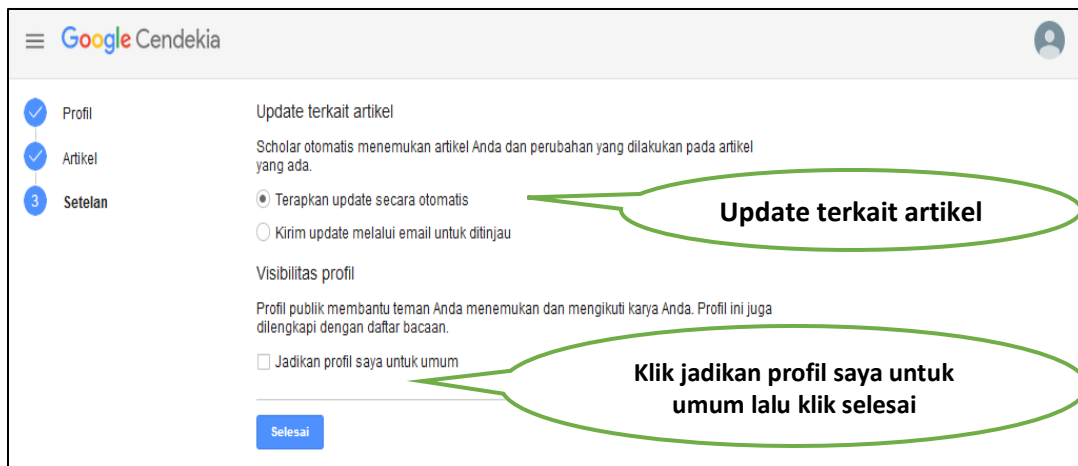 Google Cendekia
Profil
Artikel
3 Setelan
Update terkait artikel
Scholar otomatis menemukan artikel Anda dan perubahan yang dilakukan pada artikel
yang ada.
Terapkan update secara otomatis
Kirim update melalui email untuk ditinjau
Update terkait artikel
Visibilitas profil
Profil publik membantu teman Anda menemukan dan mengikuti karya Anda. Profil ini juga
dilengkapi dengan daftar bacaan.
Jadikan profil saya untuk umum
Klik jadikan profil saya untuk
umum lalu klik selesai
Selesai